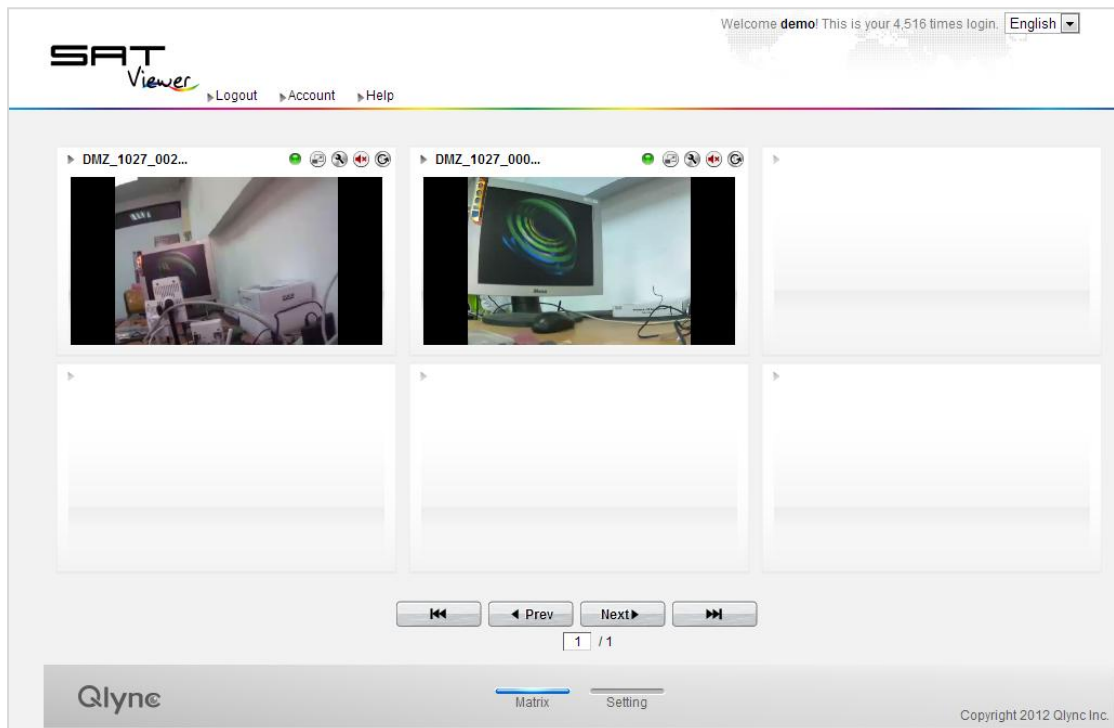 Welcome demo! This is your 4,516 times login. English
SAT
Viewer
Logout Account Help
DMZ_1027_002...
DMZ_1027_000...
Prev Next
1 / 1
Qlync
Matrix Setting
Copyright 2012 Qlync Inc.